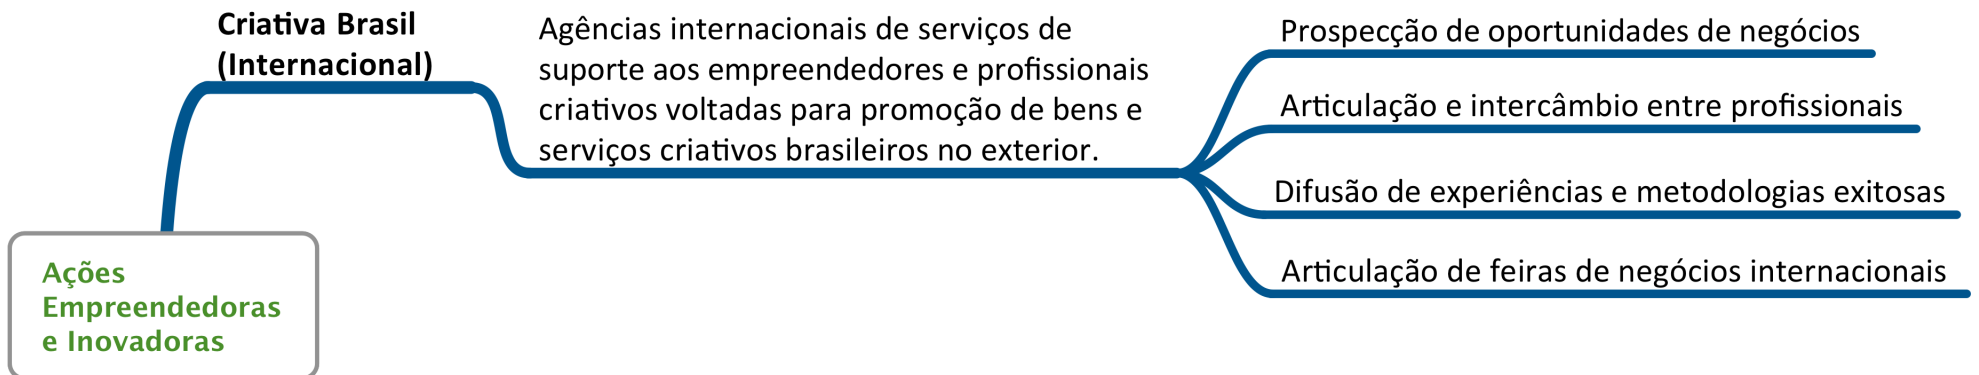 Criativa Brasil
(Internacional)
Agências internacionais de serviços de
suporte aos empreendedores e profissionais
criativos voltadas para promoção de bens e
serviços criativos brasileiros no exterior.
Prospecção de oportunidades de negócios
Articulação e intercâmbio entre profissionais
Difusão de experiências e metodologias exitosas
Articulação de feiras de negócios internacionais
Ações
Empreendedoras
e Inovadoras